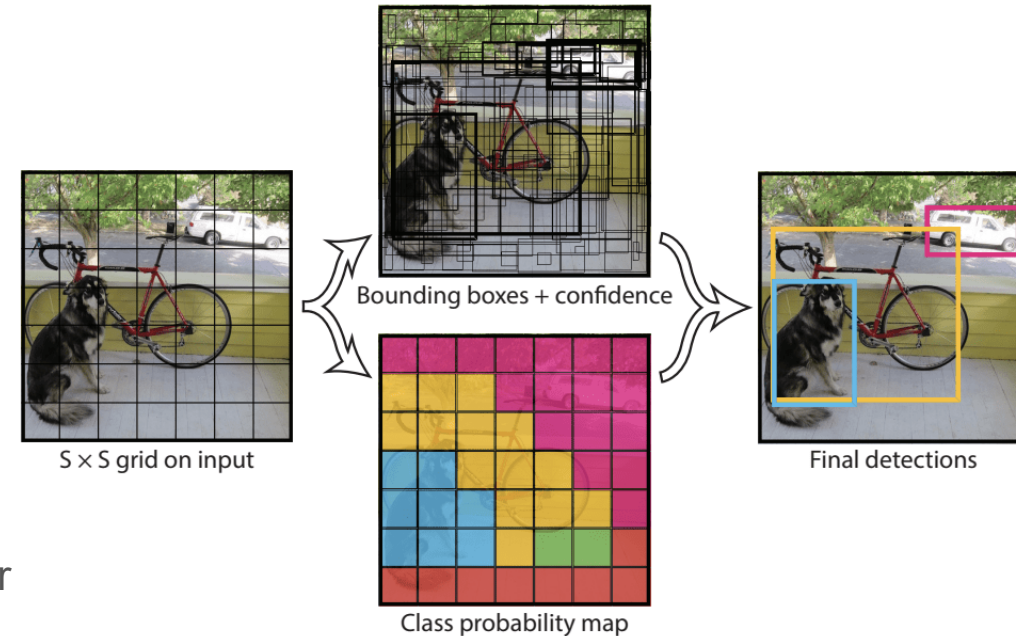 Bounding boxes + confidence
S × S grid on input
Final detections
r
Class probability map